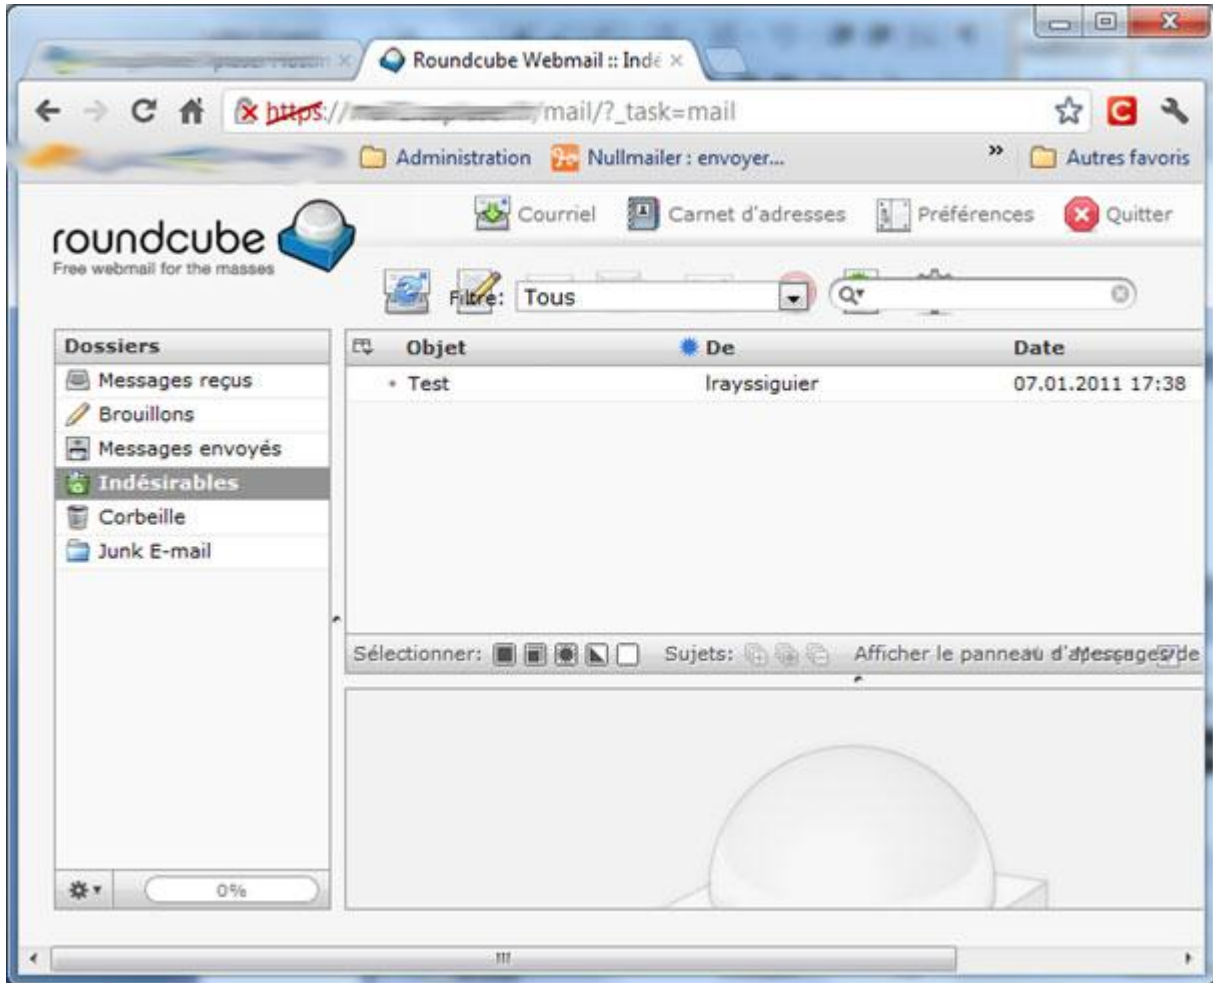 Roundcube Webmail :: Indé
https:// /mail/?_task=mail
Administration Nullmailer : envoyer... » Autres favoris
roundcube
Free webmail for the masses
Courriel Carnet d'adresses Préférences Quitter
Filtre: Tous
Dossiers
Messages reçus
Brouillons
Messages envoyés
Indésirables
Corbeille
Junk E-mail
Objet De Date
Test lrayssiguier 07.01.2011 17:38
Sélectionner: Sujets: Afficher le panneau
0%